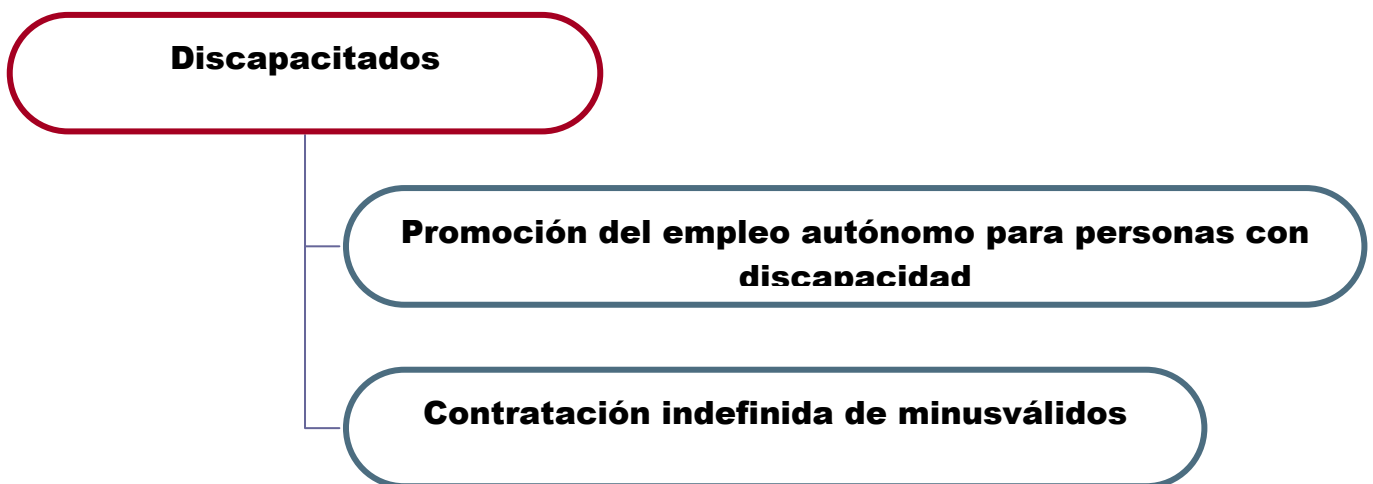 Discapacitados
Promoción del empleo autónomo para personas con
discapacidad
Contratación indefinida de minusválidos